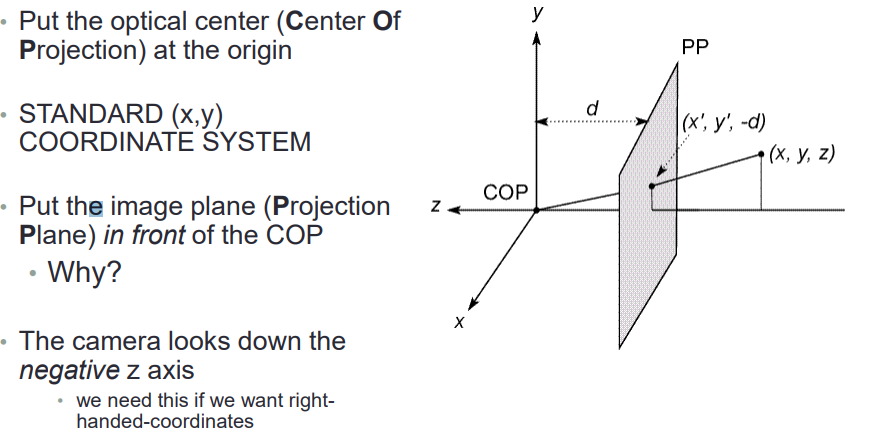 • Put the optical center (Center Of
Projection) at the origin
• STANDARD (x,y)
COORDINATE SYSTEM
• Put the image plane (Projection
Plane) in front of the COP
• Why?
• The camera looks down the
negative z axis
• we need this if we want right-
handed-coordinates
y
PP
d
(x', y', -d)
(x, y, z)
COP
z
x